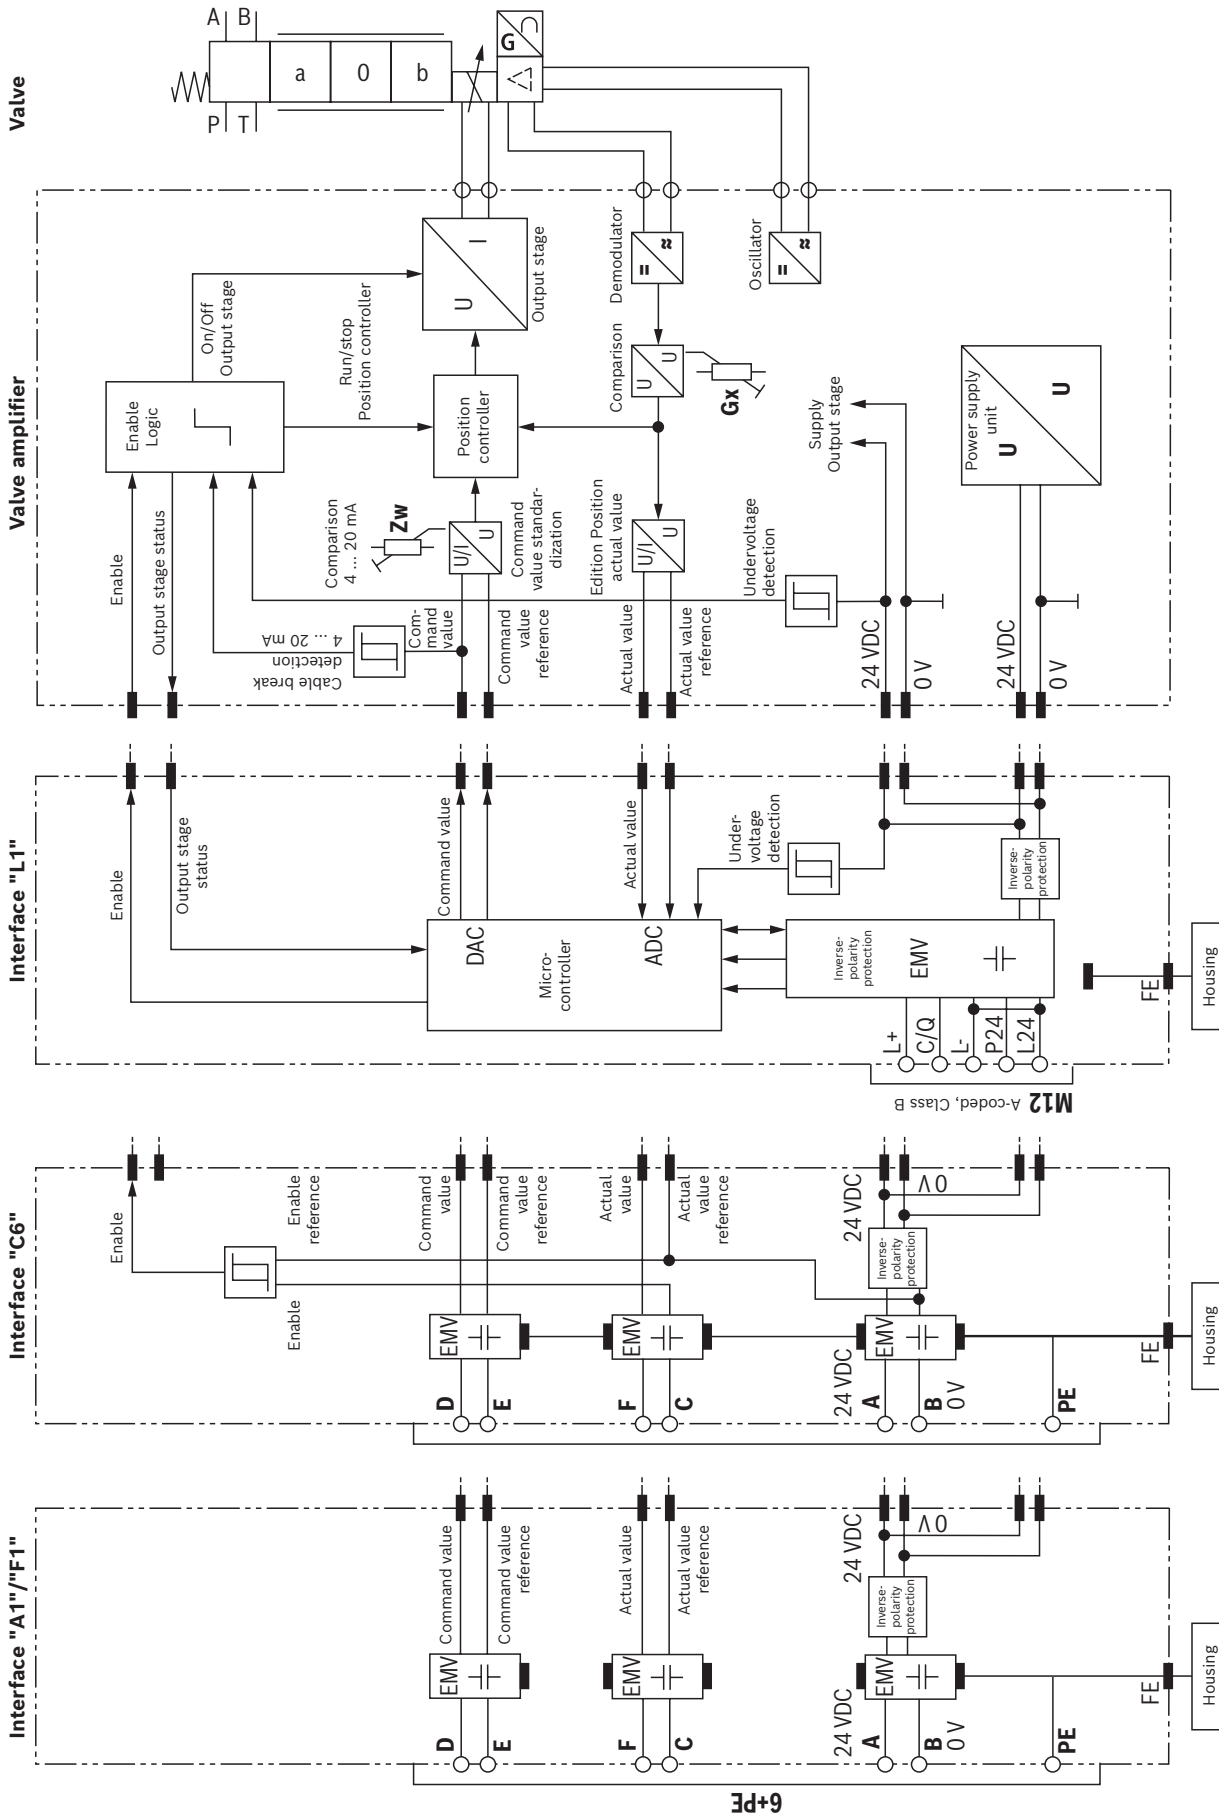 Interface "A1"/"F1"
6+PE
D
E
F
C
24 VDC
A
B
0 V
PE
EMV
EMV
EMV
Command value
Command value
reference
Actual value
Actual value
reference
Inverse-
polarity
protection
24 VDC
0 V
FE
Housing
Interface "C6"
D
E
F
C
24 VDC
A
B
0 V
PE
EMV
EMV
EMV
Enable
Enable
Enable
reference
Command
value
Command
value
reference
Actual
value
Actual
value
reference
Inverse-
polarity
protection
24 VDC
0 V
FE
Housing
Interface "L1"
M12 A-coded, Class B
L+
C/Q
L-
P24
L24
Enable
Output stage
status
Micro-
controller
DAC
ADC
Command value
Actual value
Under-
voltage
detection
Inverse-
polarity
protection
EMV
Inverse-
polarity
protection
FE
Housing
Valve amplifier
Enable
Output stage status
Cable break
detection
4 ... 20 mA
Com-
mand
value
Command
value
reference
Comparison
4 ... 20 mA
Zw
U/I
U
Command
value standar-
dization
Enable
Logic
On/Off
Output stage
Run/stop
Position controller
Position
controller
U
I
Output stage
Actual value
Actual value
reference
Edition Position
actual value
U/I
U
Comparison
U
U
Gx
Demodulator
=
≈
Oscillator
=
≈
Undervoltage
detection
Supply
Output stage
24 VDC
0 V
24 VDC
0 V
Power supply
unit
U
U
Valve
A
B
P
T
a
0
b
G